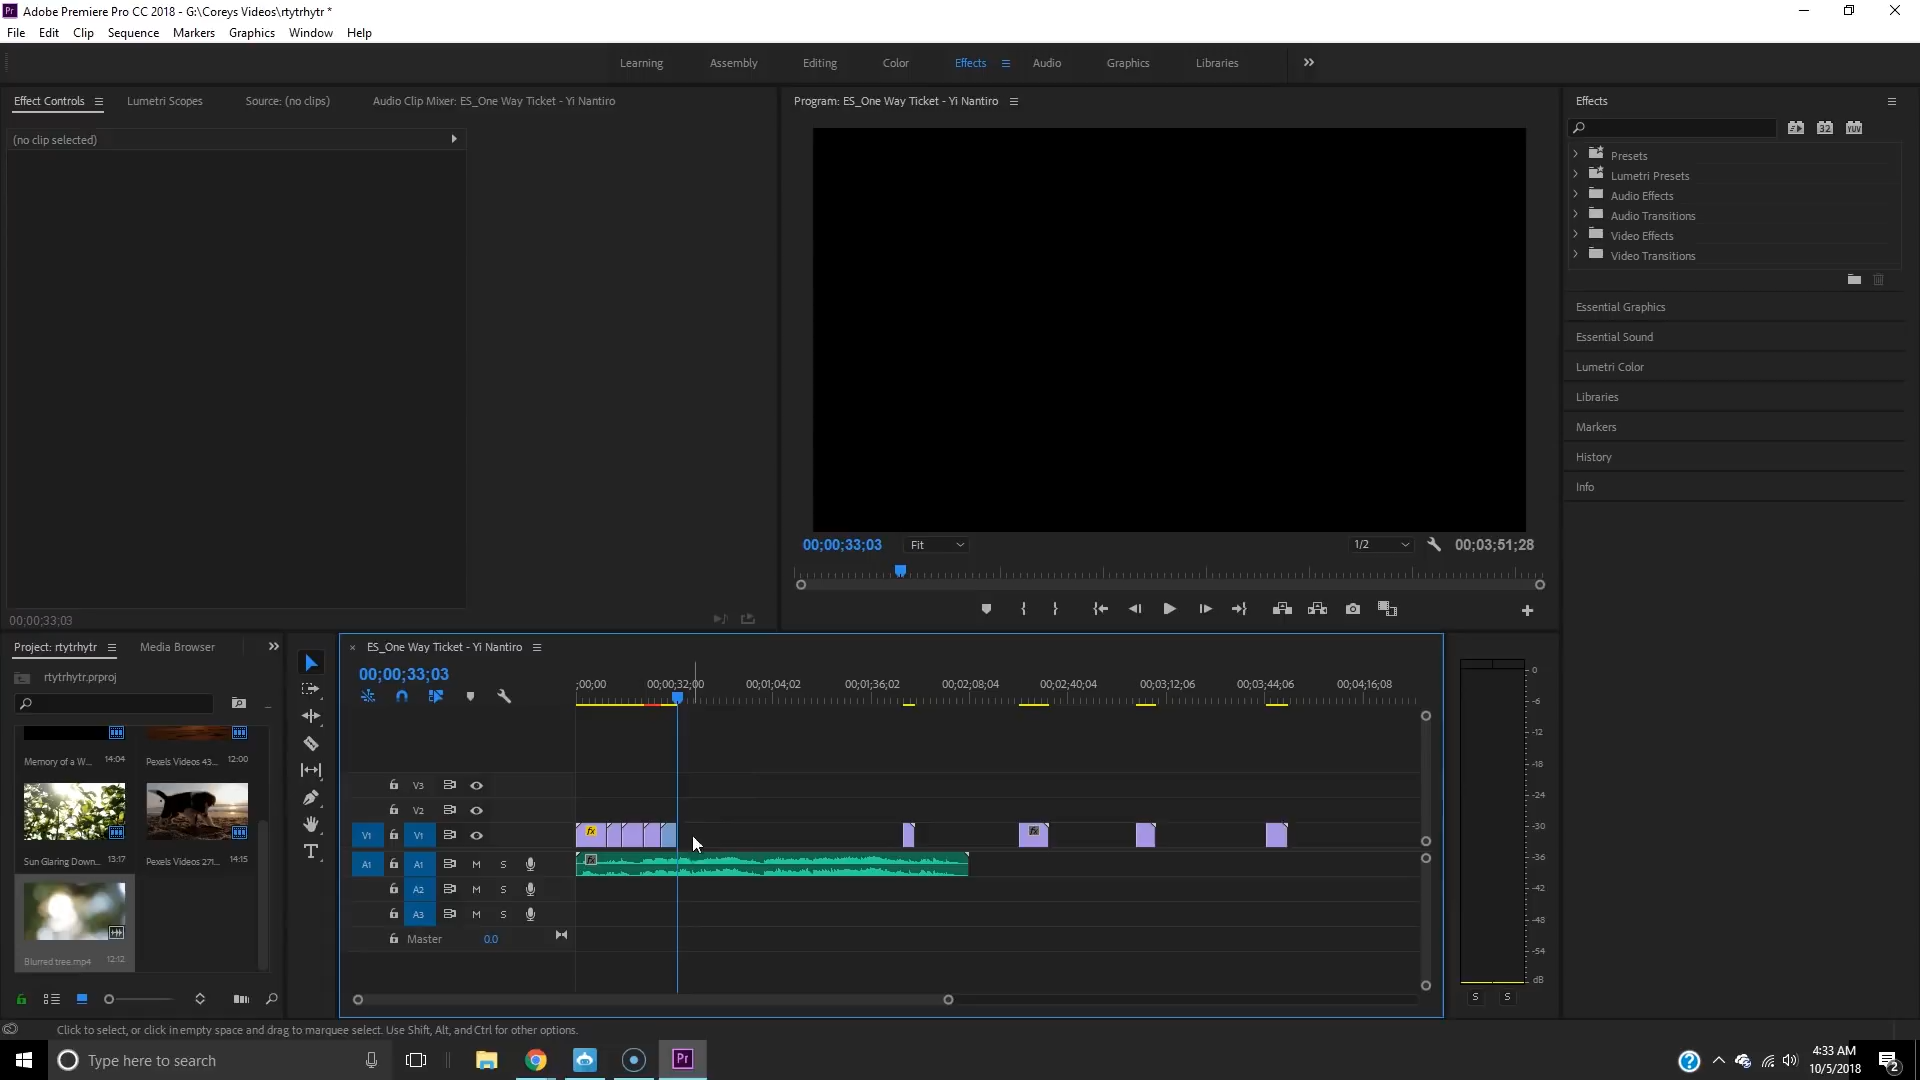 Adobe Premiere Pro CC 2018 - G:\Coreys Videos\rtytrhytr *
File Edit Clip Sequence Markers Graphics Window Help
Learning Assembly Editing Color Effects Audio Graphics Libraries
Effect Controls Lumetri Scopes Source: (no clips) Audio Clip Mixer: ES_One Way Ticket - Yi Nantiro
(no clip selected)
00;00;33;03
Program: ES_One Way Ticket - Yi Nantiro
00;00;33;03 Fit 1/2 00;03;51;28
Effects
32 YUV
Presets
Lumetri Presets
Audio Effects
Audio Transitions
Video Effects
Video Transitions
Essential Graphics
Essential Sound
Lumetri Color
Libraries
Markers
History
Info
Project: rtytrhytr Media Browser
rtytrhytr.prproj
Memory of a W... 14:04 Pexels Videos 43... 12:00
Sun Glaring Down... 13:17 Pexels Videos 271... 14:15
Blurred tree.mp4 12:12
ES_One Way Ticket - Yi Nantiro
00;00;33;03
;00;00 00;00;32;00 00;01;04;02 00;01;36;02 00;02;08;04 00;02;40;04 00;03;12;06 00;03;44;06 00;04;16;08
V3
V2
V1 V1 fx fx
A1 A1 M S fx
A2 M S
A3 M S
Master 0.0
0
-6
-12
-18
-24
-30
-36
-42
-48
-54
dB
S S
Click to select, or click in empty space and drag to marquee select. Use Shift, Alt, and Ctrl for other options.
Type here to search
Pr
4:33 AM
10/5/2018
2